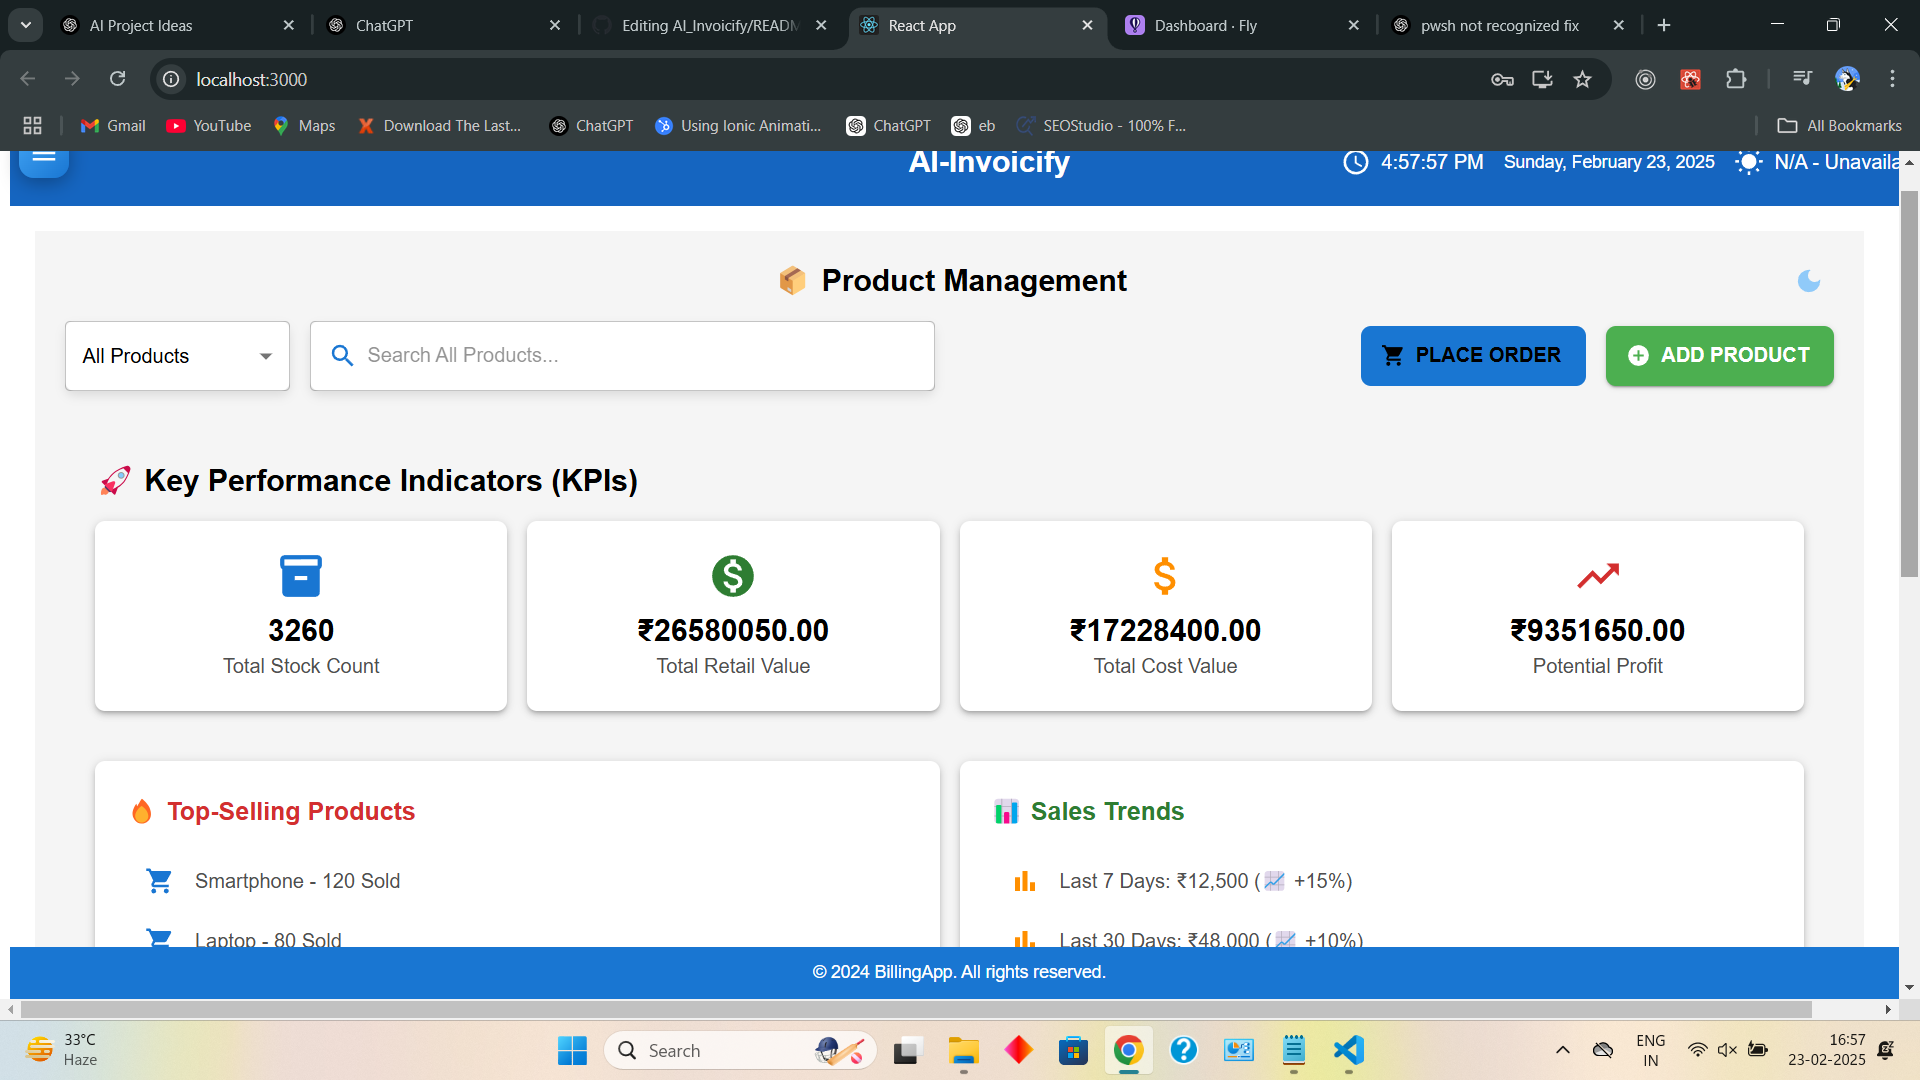 AI Project Ideas
ChatGPT
Editing AI_Invoicify/READM
React App
Dashboard · Fly
pwsh not recognized fix
localhost:3000
Gmail
YouTube
Maps
Download The Last...
ChatGPT
Using Ionic Animati...
ChatGPT
eb
SEOStudio - 100% F...
All Bookmarks
AI-Invoicify
4:57:57 PM
Sunday, February 23, 2025
N/A - Unavaila
Product Management
All Products
Search All Products...
PLACE ORDER
ADD PRODUCT
Key Performance Indicators (KPIs)
3260
Total Stock Count
₹26580050.00
Total Retail Value
₹17228400.00
Total Cost Value
₹9351650.00
Potential Profit
Top-Selling Products
Smartphone - 120 Sold
Laptop - 80 Sold
Sales Trends
Last 7 Days: ₹12,500 (📈 +15%)
Last 30 Days: ₹48,000 (📈 +10%)
© 2024 BillingApp. All rights reserved.
33°C
Haze
Search
ENG
IN
16:57
23-02-2025